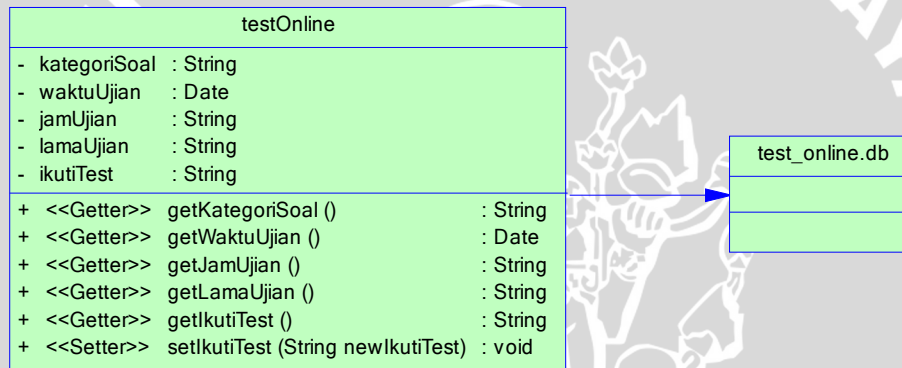 testOnline
- kategoriSoal : String
- waktuUjian : Date
- jamUjian : String
- lamaUjian : String
- ikutiTest : String
+ <<Getter>> getKategoriSoal () : String
+ <<Getter>> getWaktuUjian () : Date
+ <<Getter>> getJamUjian () : String
+ <<Getter>> getLamaUjian () : String
+ <<Getter>> getIkutiTest () : String
+ <<Setter>> setIkutiTest (String newIkutiTest) : void
test_online.db